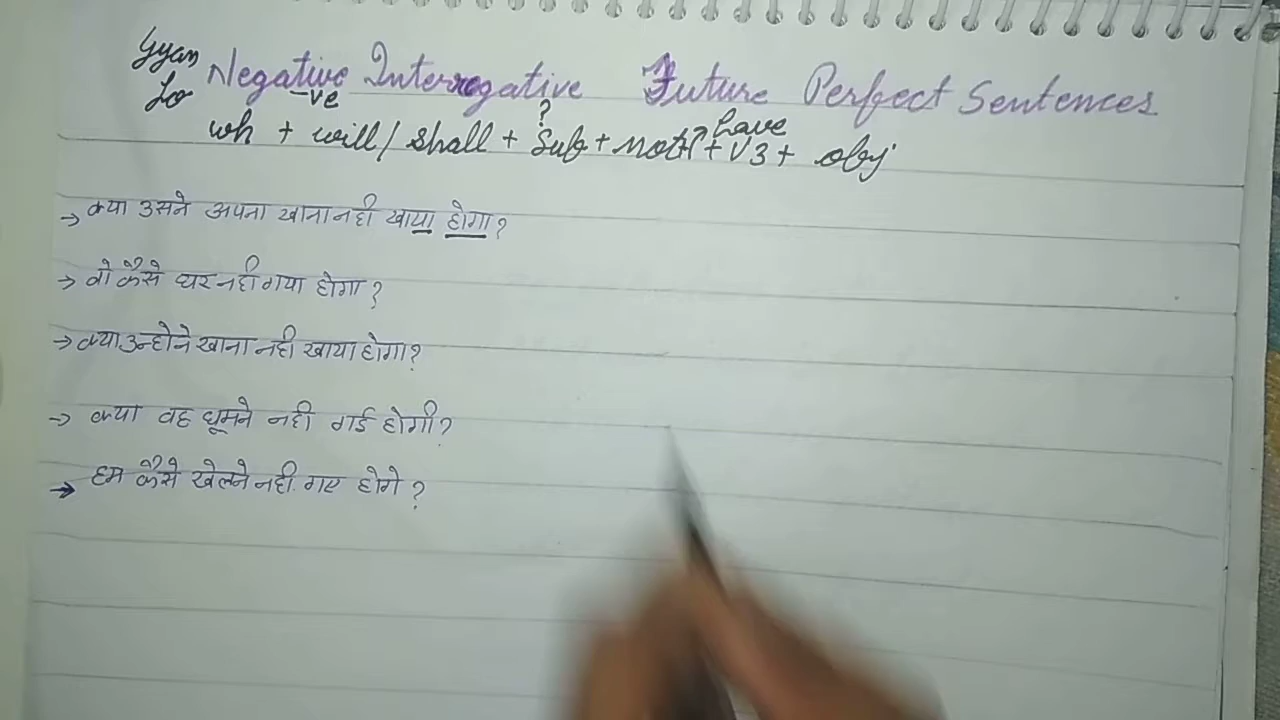 Gyan Negative Interrogative Future Perfect Sentences
-ve ?
wh + will/shall + Sub + not + have V3 + obj
→ क्या उसने अपना खाना नही खाया होगा?
→ वो कैसे घर नही गया होगा?
→ क्या उन्होने खाना नही खाया होगा?
→ क्या वह घूमने नही गई होगी?
→ हम कैसे खेलने नही गए होगे?